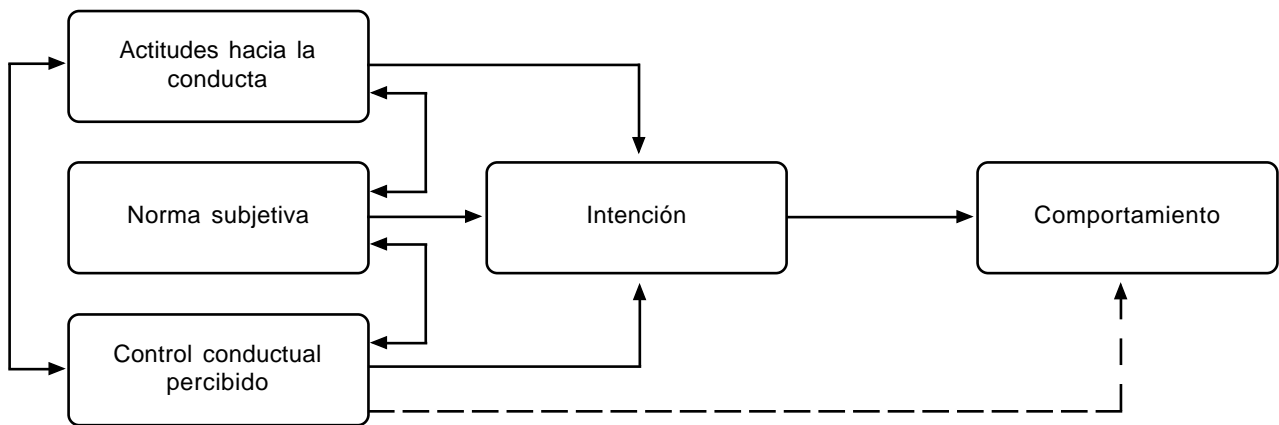 Actitudes hacia la
conducta
Norma subjetiva
Intención
Comportamiento
Control conductual
percibido